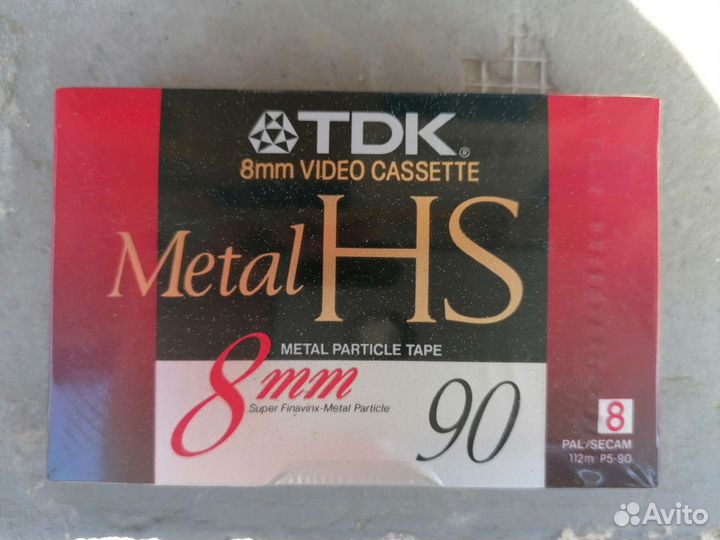 TDK®
8mm VIDEO CASSETTE
Metal HS
METAL PARTICLE TAPE
8mm
Super Finavinx-Metal Particle
90
8
PAL/SECAM
112m P5-90
Avito